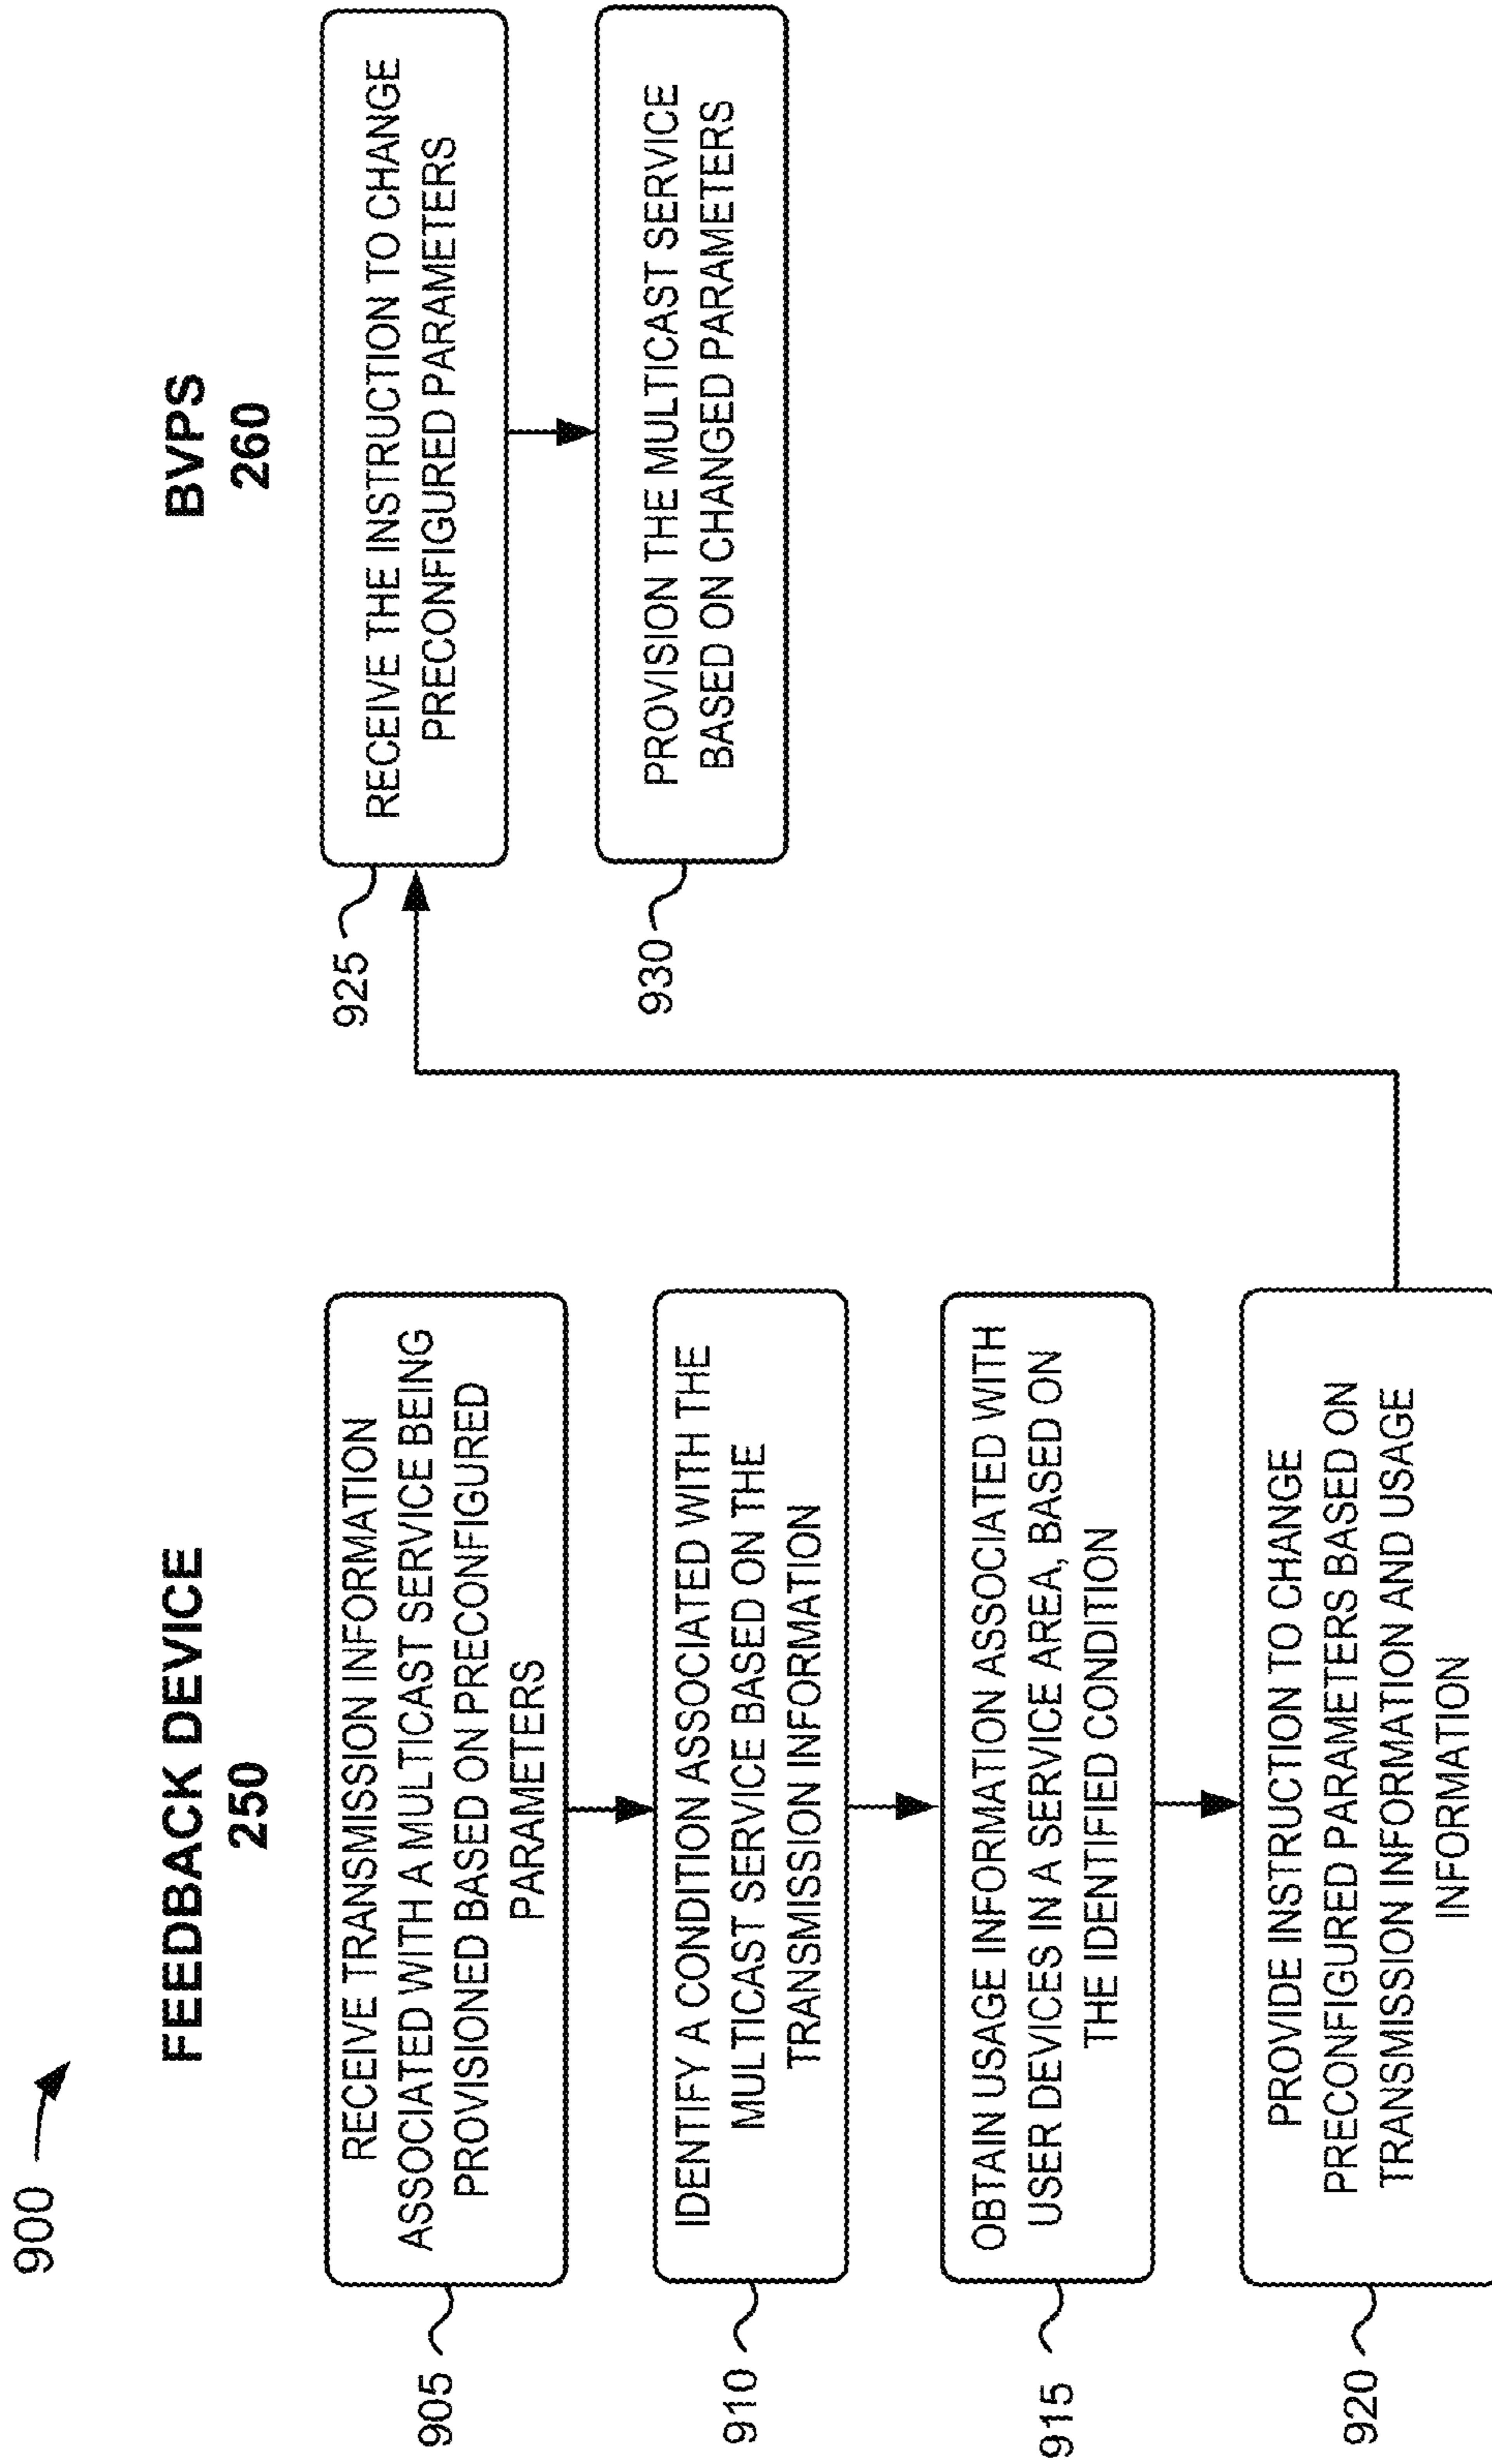 900
FEEDBACK DEVICE
250
905
RECEIVE TRANSMISSION INFORMATION
ASSOCIATED WITH A MULTICAST SERVICE BEING
PROVISIONED BASED ON PRECONFIGURED
PARAMETERS
910
IDENTIFY A CONDITION ASSOCIATED WITH THE
MULTICAST SERVICE BASED ON THE
TRANSMISSION INFORMATION
915
OBTAIN USAGE INFORMATION ASSOCIATED WITH
USER DEVICES IN A SERVICE AREA, BASED ON
THE IDENTIFIED CONDITION
920
PROVIDE INSTRUCTION TO CHANGE
PRECONFIGURED PARAMETERS BASED ON
TRANSMISSION INFORMATION AND USAGE
INFORMATION
BVPS
260
925
RECEIVE THE INSTRUCTION TO CHANGE
PRECONFIGURED PARAMETERS
930
PROVISION THE MULTICAST SERVICE
BASED ON CHANGED PARAMETERS